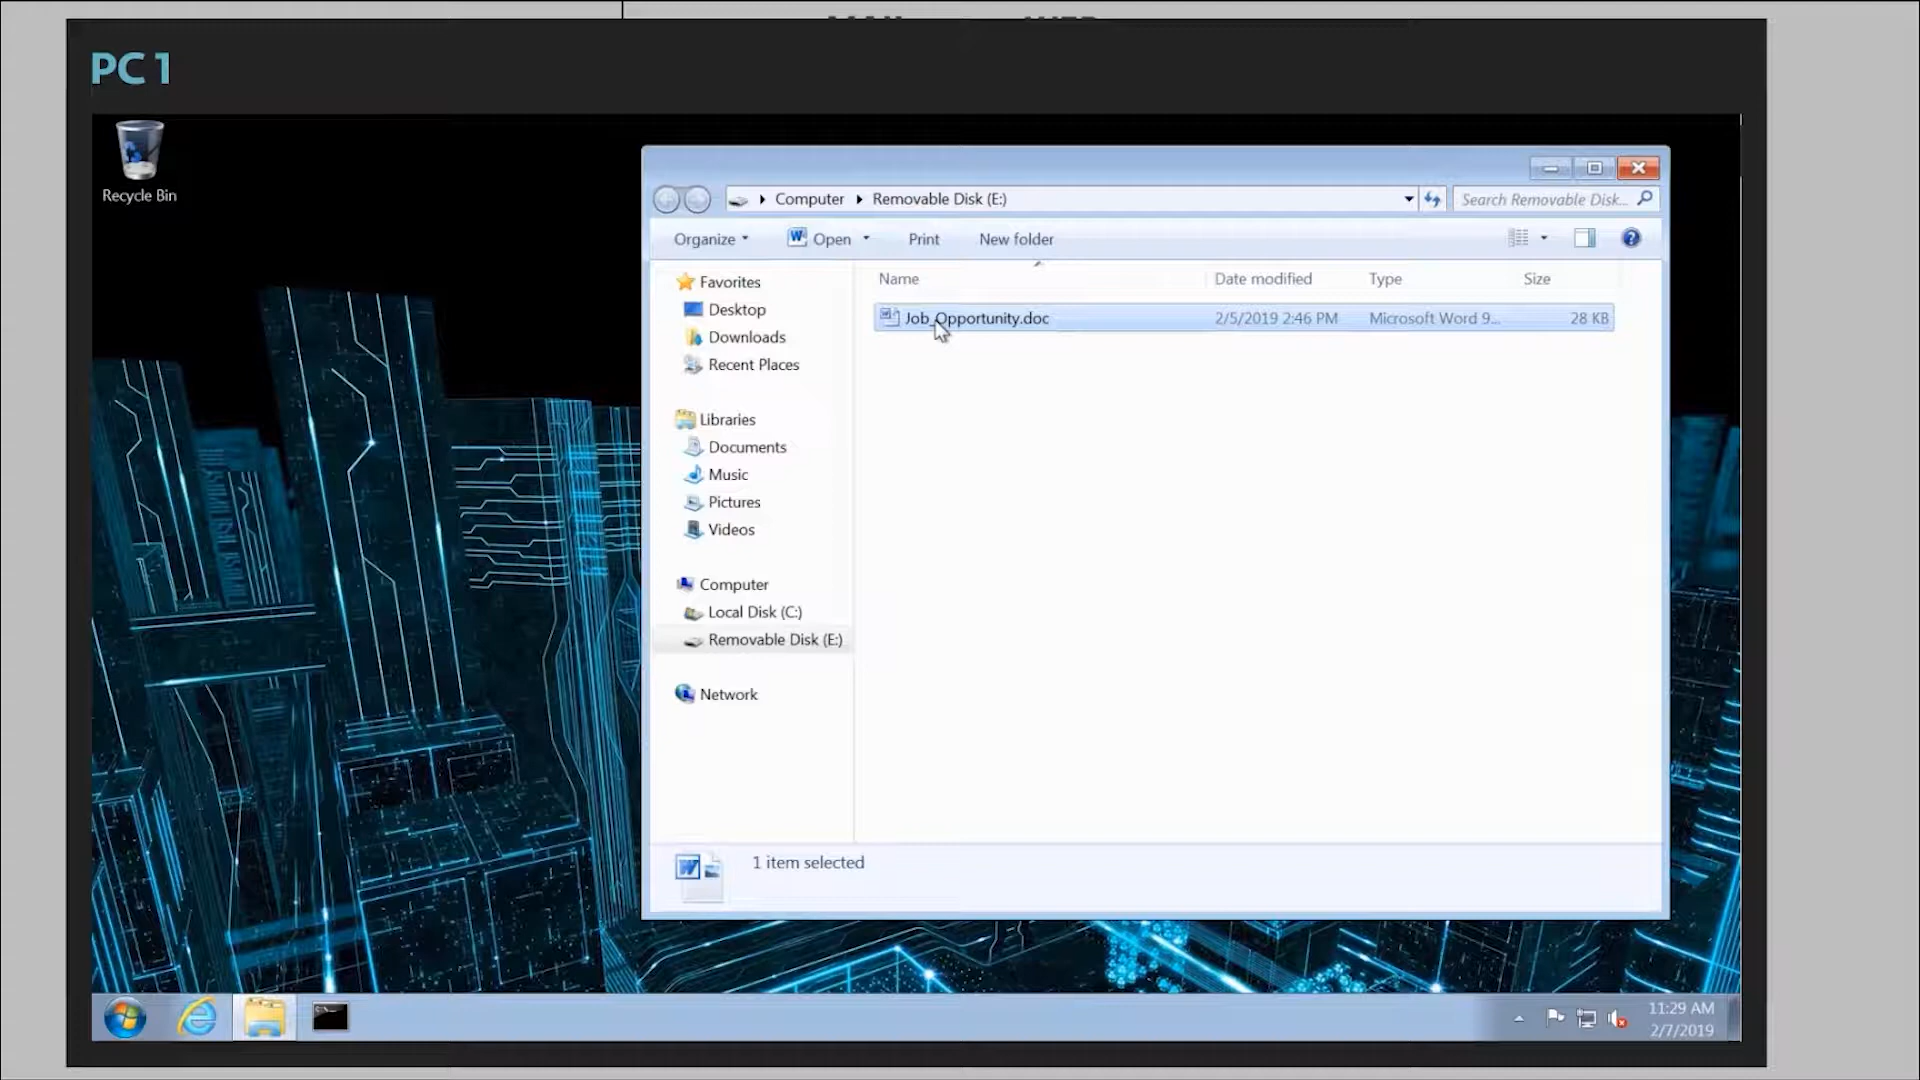 PC 1
Recycle Bin
Computer
Removable Disk (E:)
Search Removable Disk...
Organize
Open
Print
New folder
Favorites
Desktop
Downloads
Recent Places
Libraries
Documents
Music
Pictures
Videos
Computer
Local Disk (C:)
Removable Disk (E:)
Network
Name
Date modified
Type
Size
Job_Opportunity.doc
2/5/2019 2:46 PM
Microsoft Word 9...
28 KB
1 item selected
11:29 AM
2/7/2019